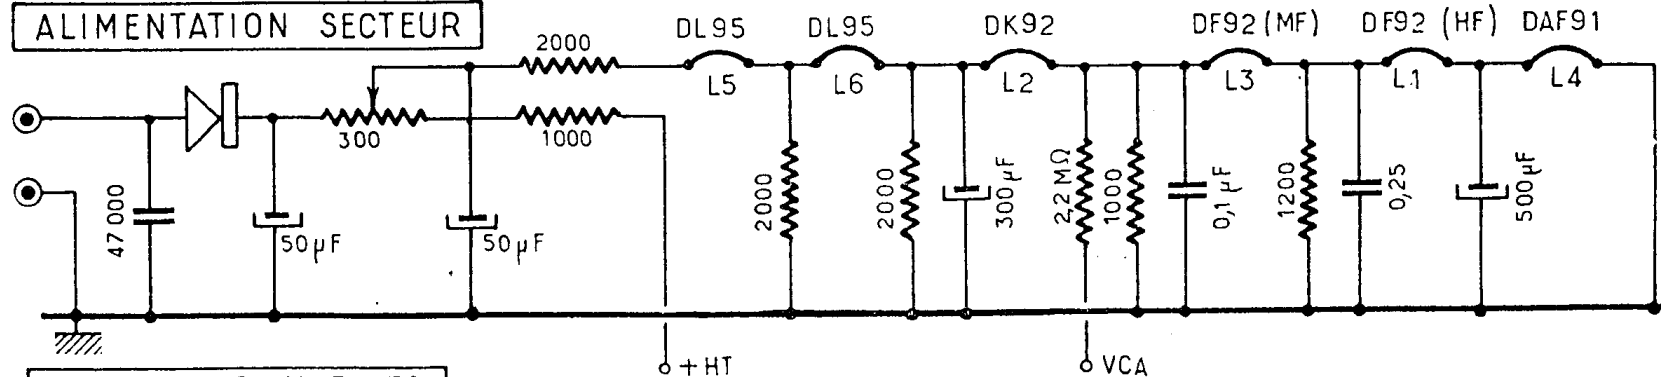 ALIMENTATION SECTEUR
DL95 DL95 DK92 DF92 (MF) DF92 (HF) DAF91
2000
L5 L6 L2 L3 L1 L4
300 1000
47 000
50 µF
50 µF
2000
2000
300 µF
2,2 MΩ
1000
0,1 µF
1200
0,25
500 µF
+ HT
VCA